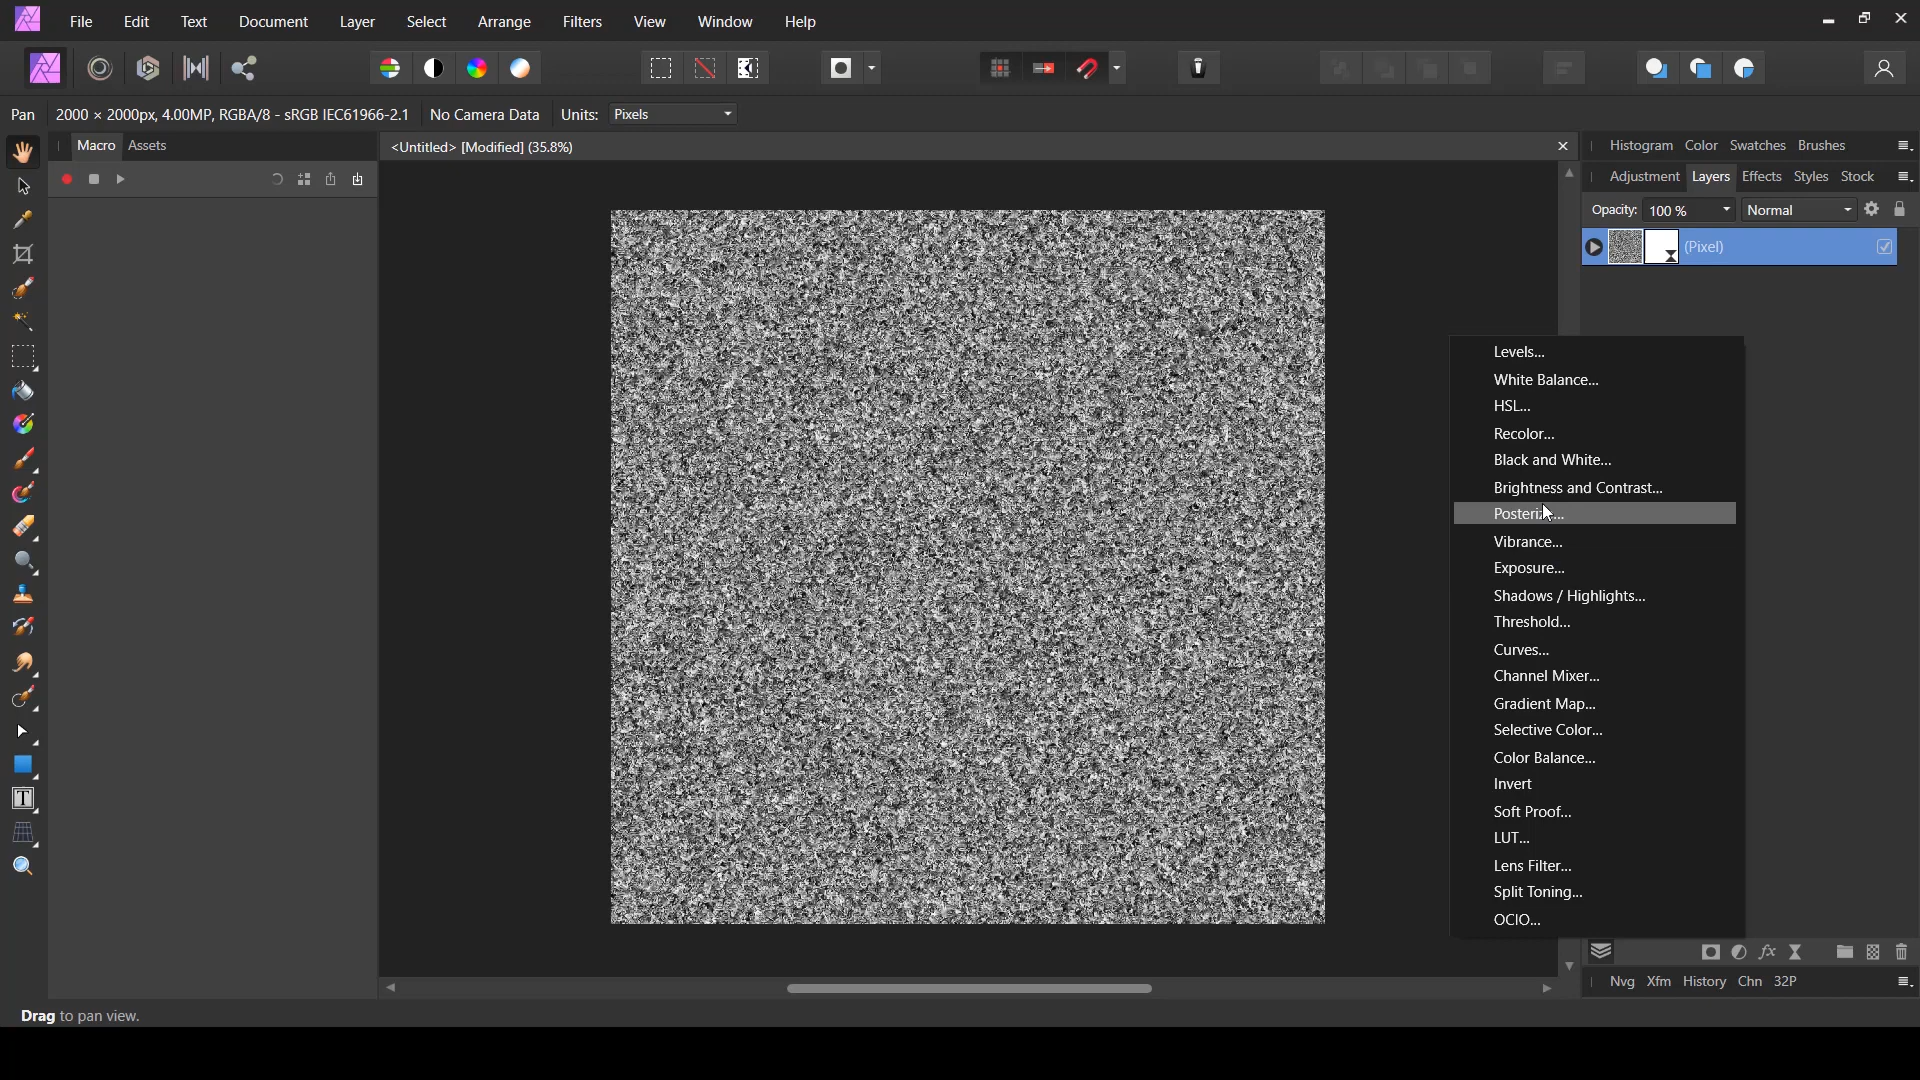 File Edit Text Document Layer Select Arrange Filters View Window Help
Pan 2000 × 2000px, 4.00MP, RGBA/8 - sRGB IEC61966-2.1 No Camera Data Units: Pixels
Macro Assets
<Untitled> [Modified] (35.8%)
Histogram Color Swatches Brushes
Adjustment Layers Effects Styles Stock
Opacity: 100 % Normal
(Pixel)
Levels...
White Balance...
HSL...
Recolor...
Black and White...
Brightness and Contrast...
Vibrance...
Exposure...
Shadows / Highlights...
Threshold...
Curves...
Channel Mixer...
Gradient Map...
Selective Color...
Color Balance...
Invert
Soft Proof...
LUT...
Lens Filter...
Split Toning...
OCIO...
Nvg Xfm History Chn 32P
Drag to pan view.